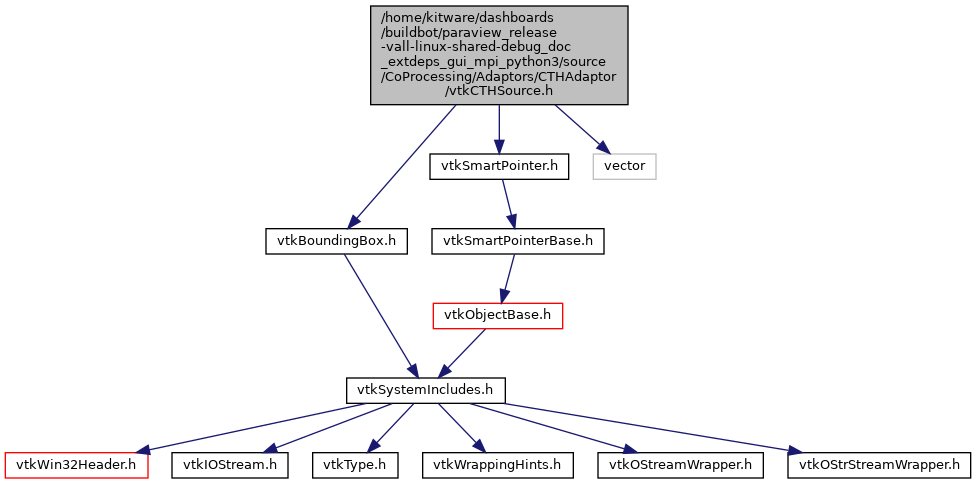 /home/kitware/dashboards
/buildbot/paraview_release
-vall-linux-shared-debug_doc
_extdeps_gui_mpi_python3/source
/CoProcessing/Adaptors/CTHAdaptor
/vtkCTHSource.h
vtkSmartPointer.h
vector
vtkBoundingBox.h
vtkSmartPointerBase.h
vtkObjectBase.h
vtkSystemIncludes.h
vtkWin32Header.h
vtkIOStream.h
vtkType.h
vtkWrappingHints.h
vtkOStreamWrapper.h
vtkOStrStreamWrapper.h